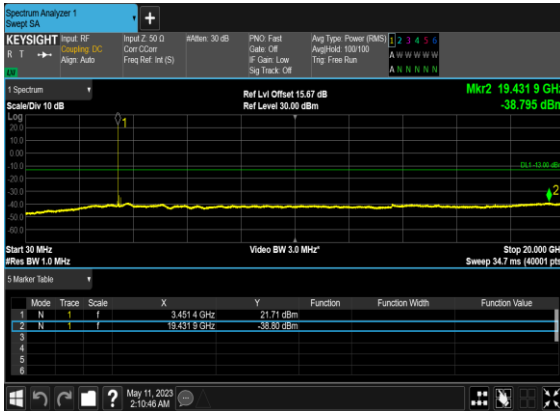 Spectrum Analyzer 1
Swept SA
+
KEYSIGHT Input: RF Input Z: 50 Ω #Atten: 30 dB PNO: Fast Avg Type: Power (RMS) 1 2 3 4 5 6
R T Coupling: DC Corr CCorr Gate: Off Avg|Hold: 100/100 A W W W W W
Align: Auto Freq Ref: Int (S) IF Gain: Low Trig: Free Run
Sig Track: Off A N N N N N
1 Spectrum Ref Lvl Offset 15.67 dB Mkr2 19.431 9 GHz
Scale/Div 10 dB Ref Level 30.00 dBm -38.795 dBm
Log
20.0
10.0
0.00
-10.0
-20.0
-30.0
-40.0
-50.0
-60.0
1
DL1 -13.00 dBm
2
Start 30 MHz Video BW 3.0 MHz* Stop 20.000 GHz
#Res BW 1.0 MHz Sweep 34.7 ms (40001 pts)
5 Marker Table
Mode Trace Scale X Y Function Function Width Function Value
1 N 1 f 3.451 4 GHz 21.71 dBm
2 N 1 f 19.431 9 GHz -38.80 dBm
3
4
5
6
? May 11, 2023
2:10:46 AM